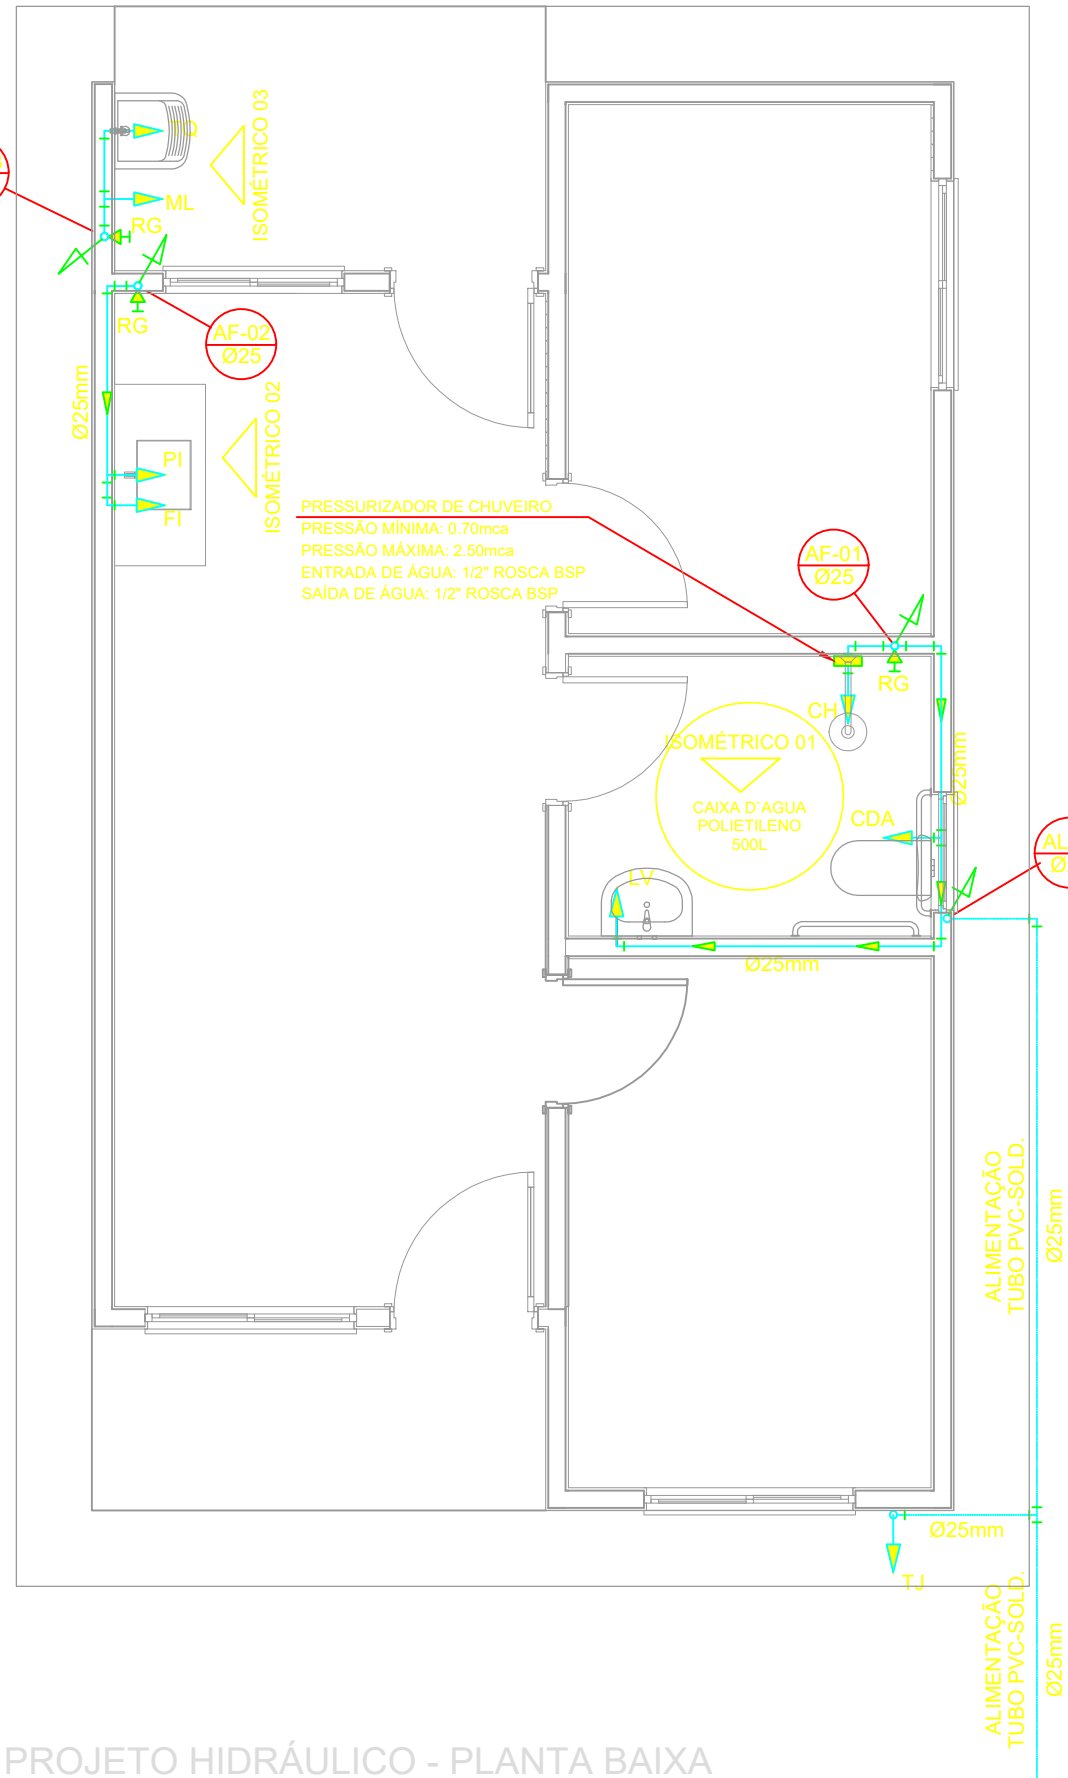 TQ
ISOMÉTRICO 03
ML
RG
RG
AF-02
Ø25
Ø25mm
ISOMÉTRICO 02
PI
FI
PRESSURIZADOR DE CHUVEIRO
PRESSÃO MÍNIMA: 0.70mca
PRESSÃO MÁXIMA: 2.50mca
ENTRADA DE ÁGUA: 1/2" ROSCA BSP
SAÍDA DE ÁGUA: 1/2" ROSCA BSP
AF-01
Ø25
RG
CH
ISOMÉTRICO 01
Ø25mm
CAIXA D`AGUA
POLIETILENO
500L
CDA
AL
Ø
LV
Ø25mm
ALIMENTAÇÃO
TUBO PVC-SOLD.
Ø25mm
Ø25mm
TJ
ALIMENTAÇÃO
TUBO PVC-SOLD.
Ø25mm
PROJETO HIDRÁULICO - PLANTA BAIXA